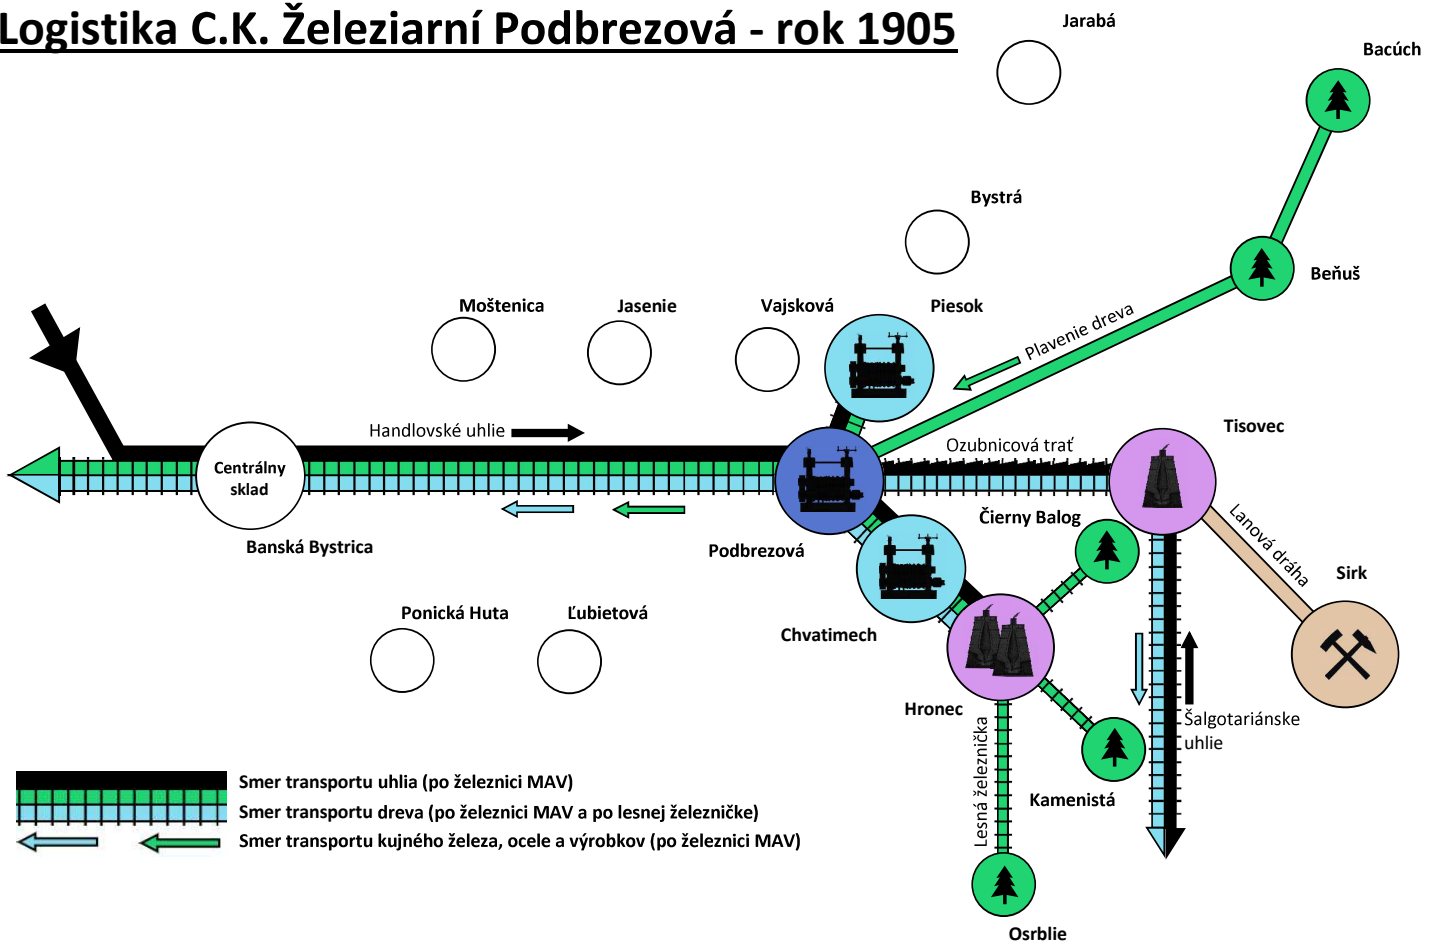 Logistika C.K. Železiarní Podbrezová - rok 1905
Jarabá
Bacúch
Bystrá
Beňuš
Moštenica
Jasenie
Vajsková
Piesok
Plavenie dreva
Handlovské uhlie
Ozubnicová trať
Tisovec
Centrálny
sklad
Banská Bystrica
Podbrezová
Čierny Balog
Lanová dráha
Sirk
Ponická Huta
Ľubietová
Chvatimech
Hronec
Lesná železnička
Šalgotariánske
uhlie
Kamenistá
Osrblie
Smer transportu uhlia (po železnici MAV)
Smer transportu dreva (po železnici MAV a po lesnej železničke)
Smer transportu kujného železa, ocele a výrobkov (po železnici MAV)